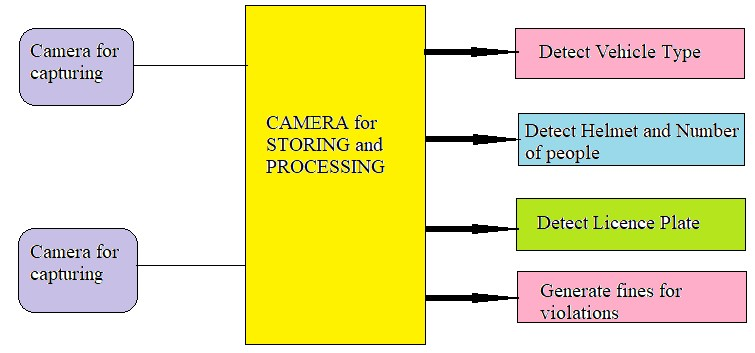 Camera for
capturing
CAMERA for
STORING and
PROCESSING
Camera for
capturing
Detect Vehicle Type
Detect Helmet and Number
of people
Detect Licence Plate
Generate fines for
violations